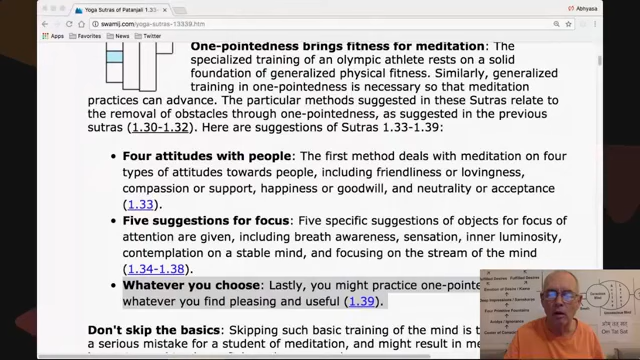 Yoga Sutras of Patanjali 1.33-
Abhyasa
swamij.com/yoga-sutras-13339.htm
Apps Favorites News Bookmarks Other
One-pointedness brings fitness for meditation: The
specialized training of an olympic athlete rests on a solid
foundation of generalized physical fitness. Similarly, generalized
training in one-pointedness is necessary so that meditation
practices can advance. The particular methods suggested in these Sutras relate to
the removal of obstacles through one-pointedness, as suggested in the previous
sutras (1.30-1.32). Here are suggestions of Sutras 1.33-1.39:
• Four attitudes with people: The first method deals with meditation on four
types of attitudes towards people, including friendliness or lovingness,
compassion or support, happiness or goodwill, and neutrality or acceptance
(1.33).
• Five suggestions for focus: Five specific suggestions of objects for focus of
attention are given, including breath awareness, sensation, inner luminosity,
contemplation on a stable mind, and focusing on the stream of the mind
(1.34-1.38).
• Whatever you choose: Lastly, you might practice one-pointe
whatever you find pleasing and useful (1.39).
Don't skip the basics: Skipping such basic training of the mind is
a serious mistake for a student of meditation, and might result in
Om Tat Sat